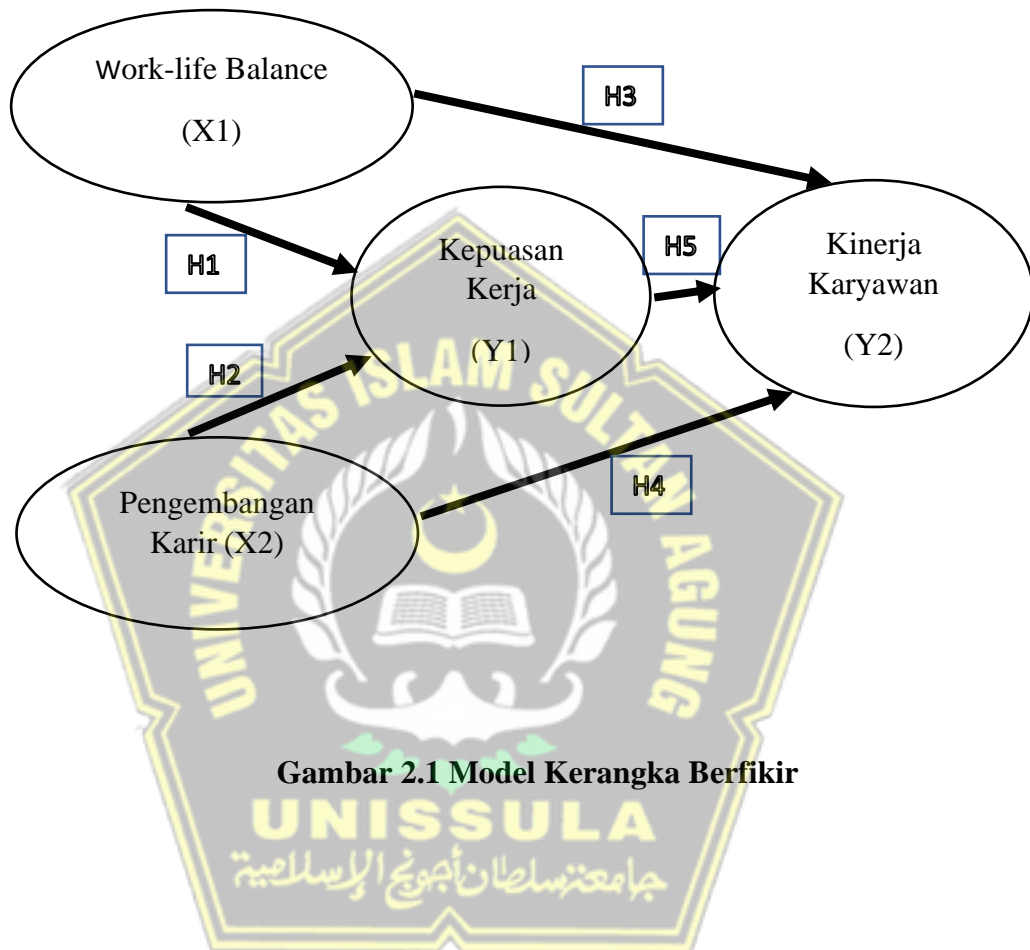 Work-life Balance
(X1)
H3
H1
Kepuasan
Kerja
(Y1)
H5
Kinerja
Karyawan
(Y2)
H2
Pengembangan
Karir (X2)
H4
UNIVERSITAS ISLAM SULTAN AGUNG
Gambar 2.1 Model Kerangka Berfikir
UNISSULA
جامعة سلطان أجونج الإسلامية